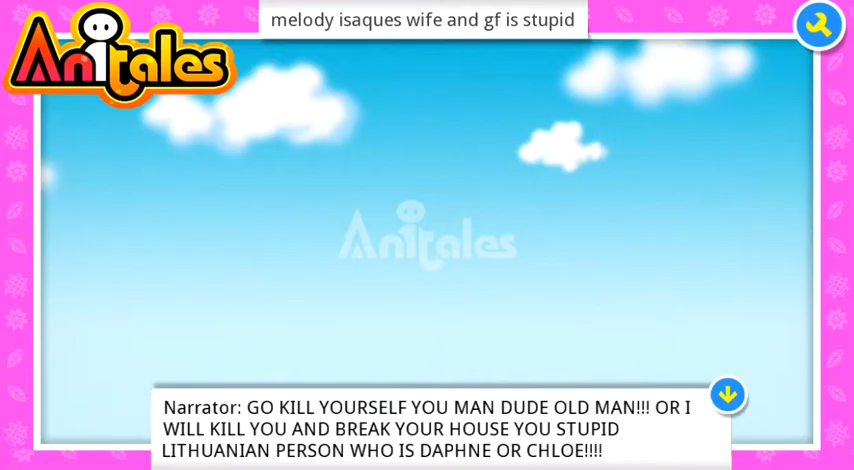 melody isaques wife and gf is stupid
Anitales
Anitales
Narrator: GO KILL YOURSELF YOU MAN DUDE OLD MAN!!! OR I
WILL KILL YOU AND BREAK YOUR HOUSE YOU STUPID
LITHUANIAN PERSON WHO IS DAPHNE OR CHLOE!!!!